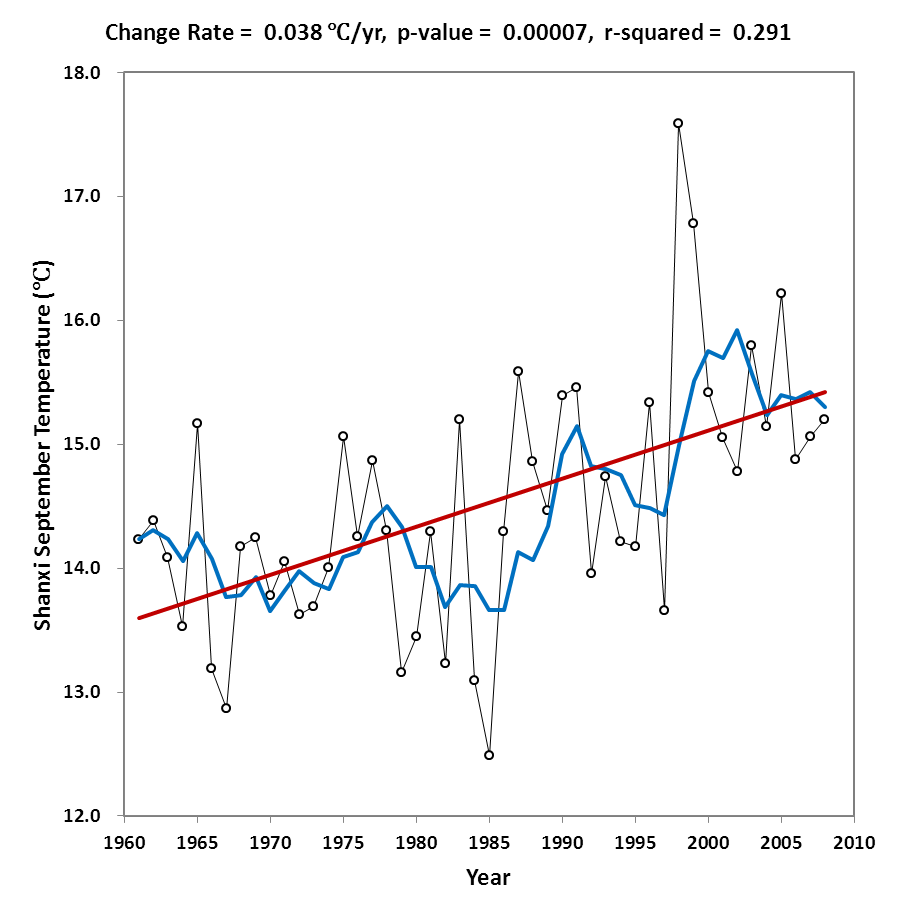 Change Rate = 0.038 ℃/yr, p-value = 0.00007, r-squared = 0.291
18.0
17.0
16.0
15.0
14.0
13.0
12.0
Shanxi September Temperature (℃)
1960 1965 1970 1975 1980 1985 1990 1995 2000 2005 2010
Year